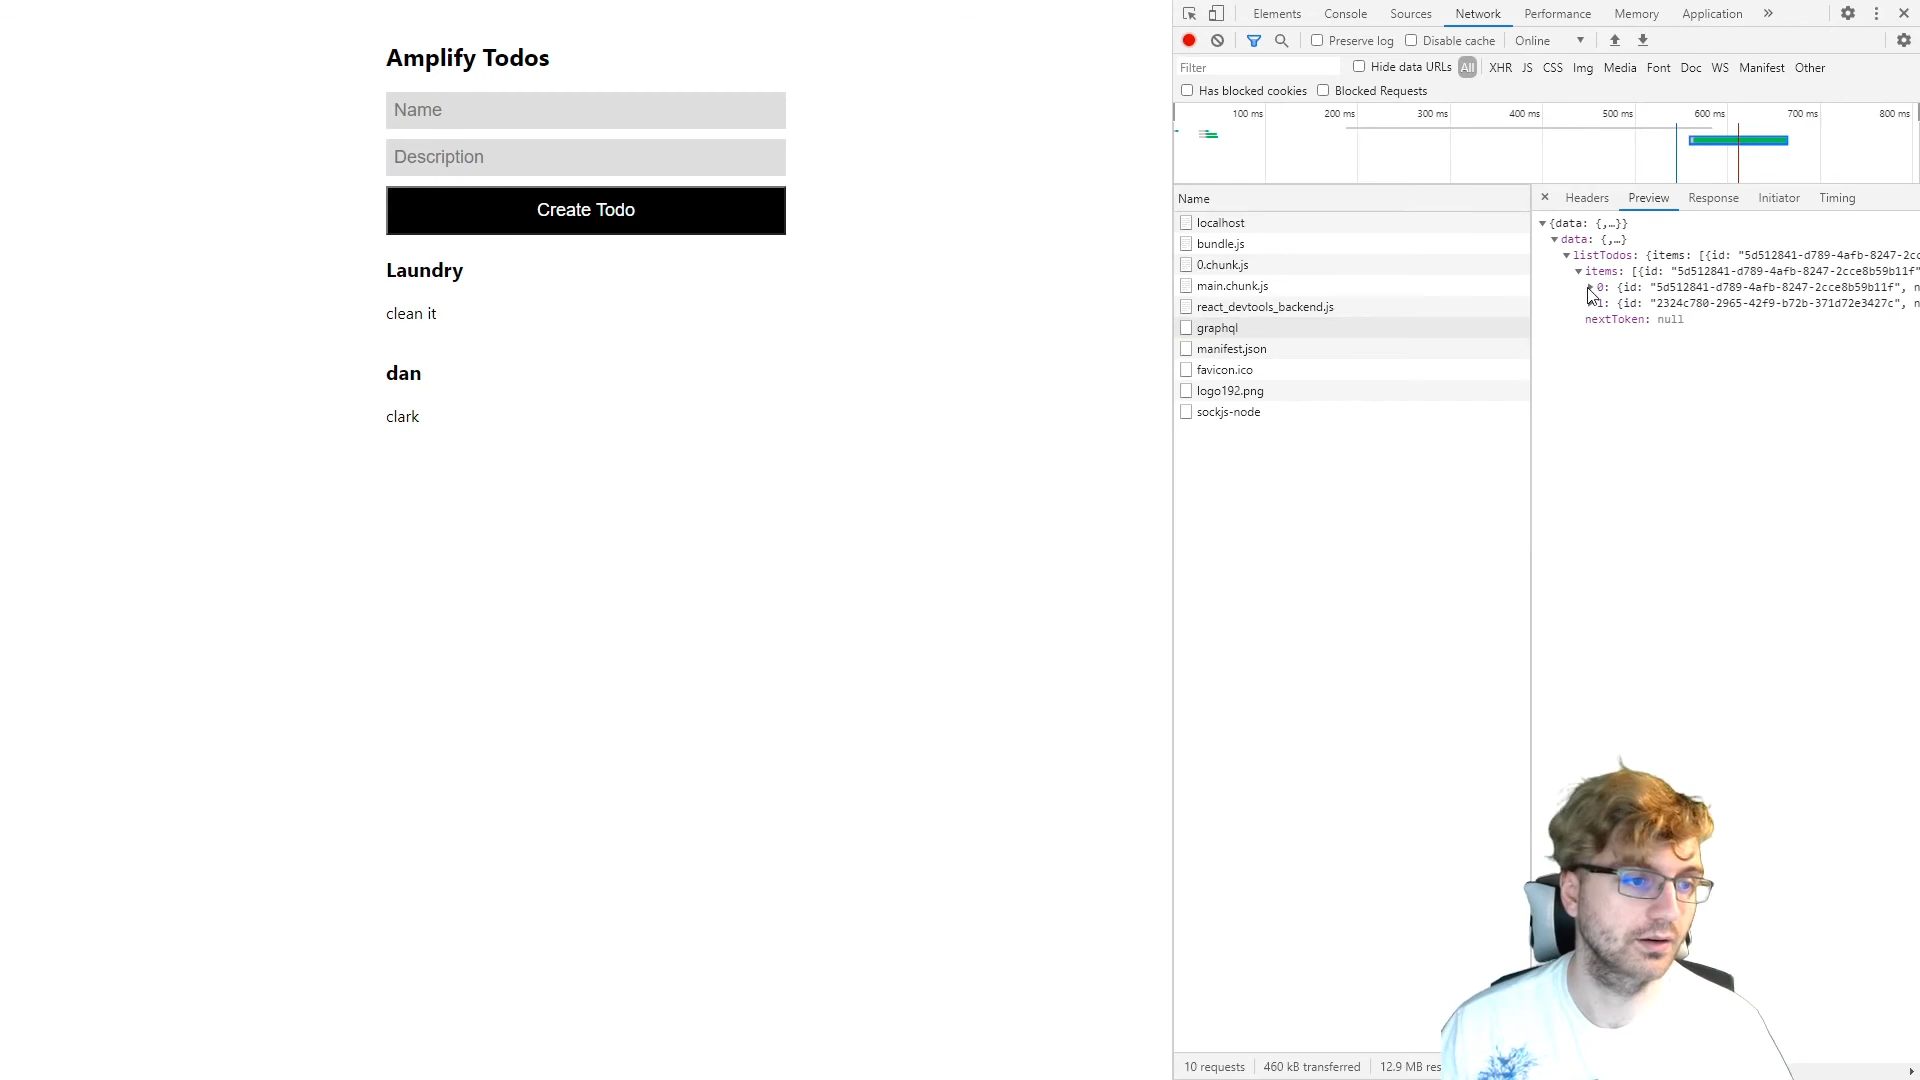 Amplify Todos
Name
Description
Create Todo
Laundry
clean it
dan
clark
Elements Console Sources Network Performance Memory Application
Preserve log Disable cache Online
Filter Hide data URLs All XHR JS CSS Img Media Font Doc WS Manifest Other
Has blocked cookies Blocked Requests
100 ms 200 ms 300 ms 400 ms 500 ms 600 ms 700 ms 800 ms
Name
localhost
bundle.js
0.chunk.js
main.chunk.js
react_devtools_backend.js
graphql
manifest.json
favicon.ico
logo192.png
sockjs-node
Headers Preview Response Initiator Timing
{data: {,…}}
data: {,…}
listTodos: {items: [{id: "5d512841-d789-4afb-8247-2cc
items: [{id: "5d512841-d789-4afb-8247-2cce8b59b11f"
0: {id: "5d512841-d789-4afb-8247-2cce8b59b11f", n
1: {id: "2324c780-2965-42f9-b72b-371d72e3427c", n
nextToken: null
10 requests 460 kB transferred 12.9 MB res